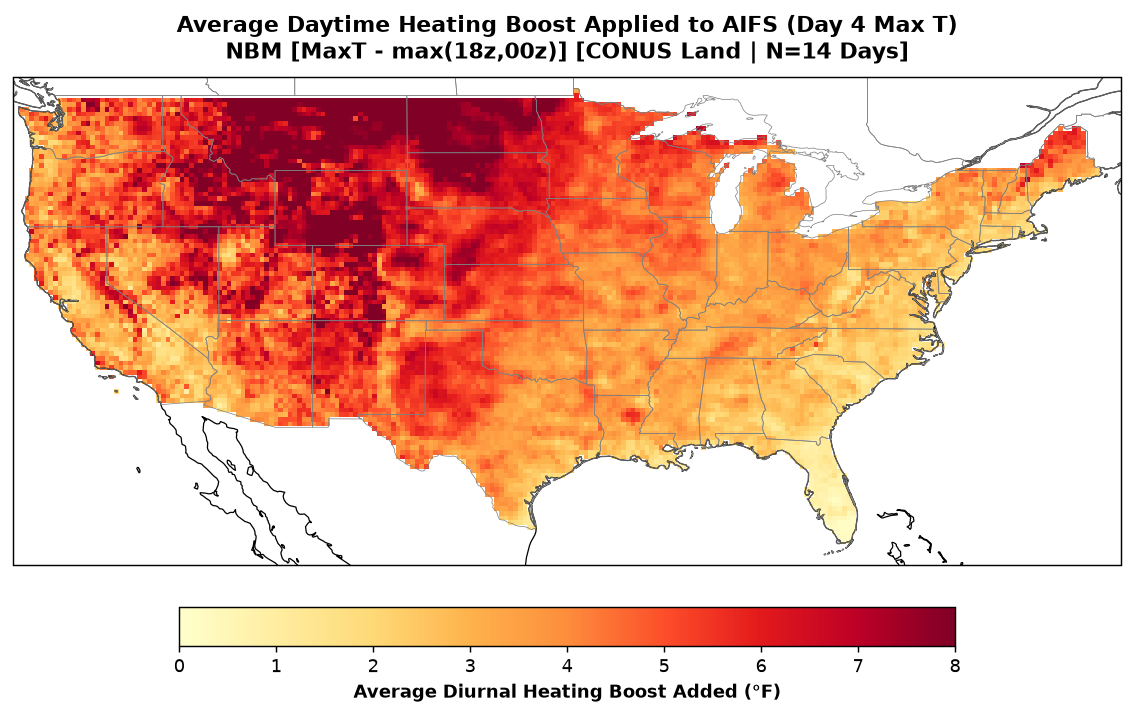 Average Daytime Heating Boost Applied to AIFS (Day 4 Max T)
NBM [MaxT - max(18z,00z)] [CONUS Land | N=14 Days]
0 1 2 3 4 5 6 7 8
Average Diurnal Heating Boost Added (°F)